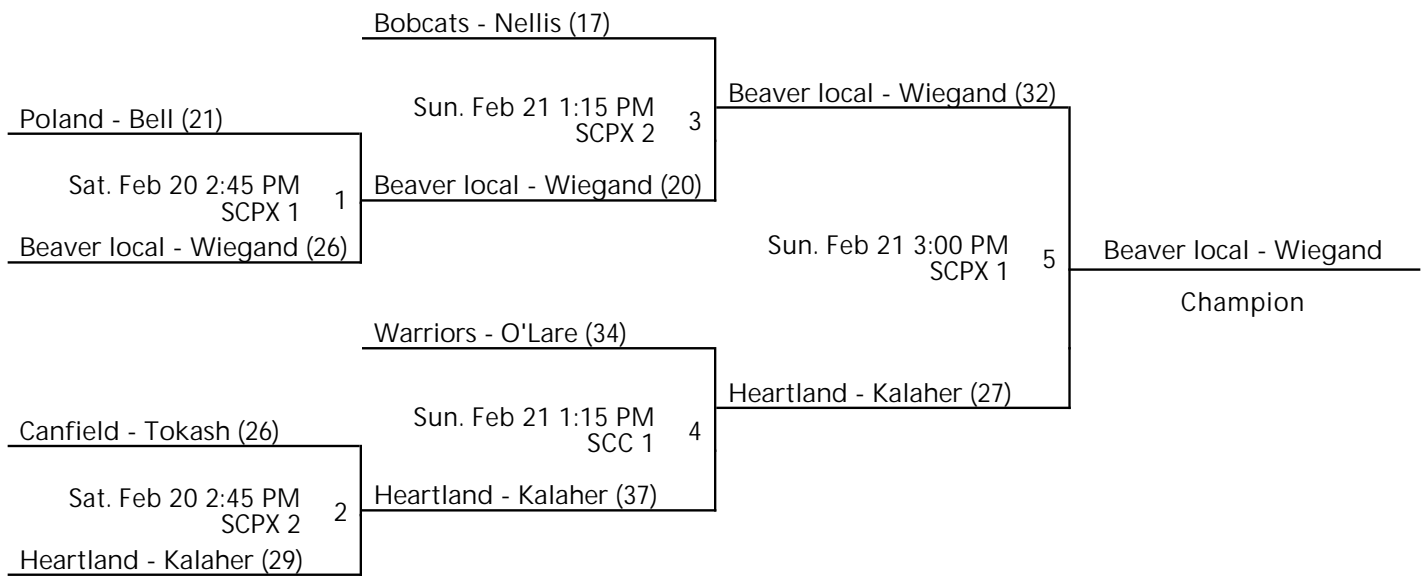 Bobcats - Nellis (17)
Sun. Feb 21 1:15 PM
SCPX 2
3
Beaver local - Wiegand (32)
Poland - Bell (21)
Sat. Feb 20 2:45 PM
SCPX 1
1
Beaver local - Wiegand (20)
Beaver local - Wiegand (26)
Sun. Feb 21 3:00 PM
SCPX 1
5
Beaver local - Wiegand
Champion
Warriors - O'Lare (34)
Sun. Feb 21 1:15 PM
SCC 1
4
Heartland - Kalaher (27)
Canfield - Tokash (26)
Sat. Feb 20 2:45 PM
SCPX 2
2
Heartland - Kalaher (37)
Heartland - Kalaher (29)